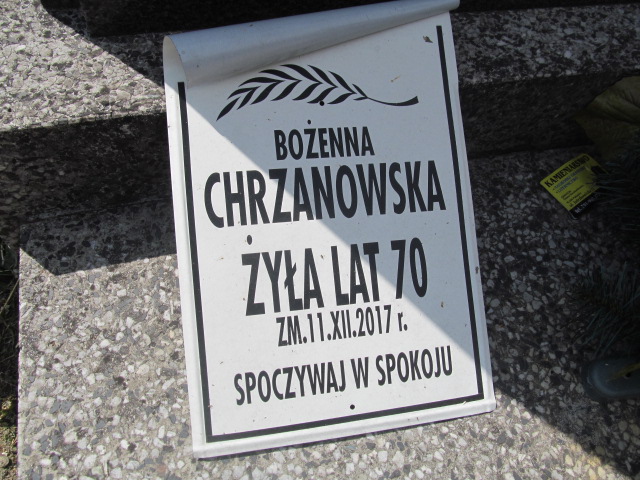 BOŻENNA
CHRZANOWSKA
ŻYŁA LAT 70
ZM.11.XII.2017 r.
SPOCZYWAJ W SPOKOJU